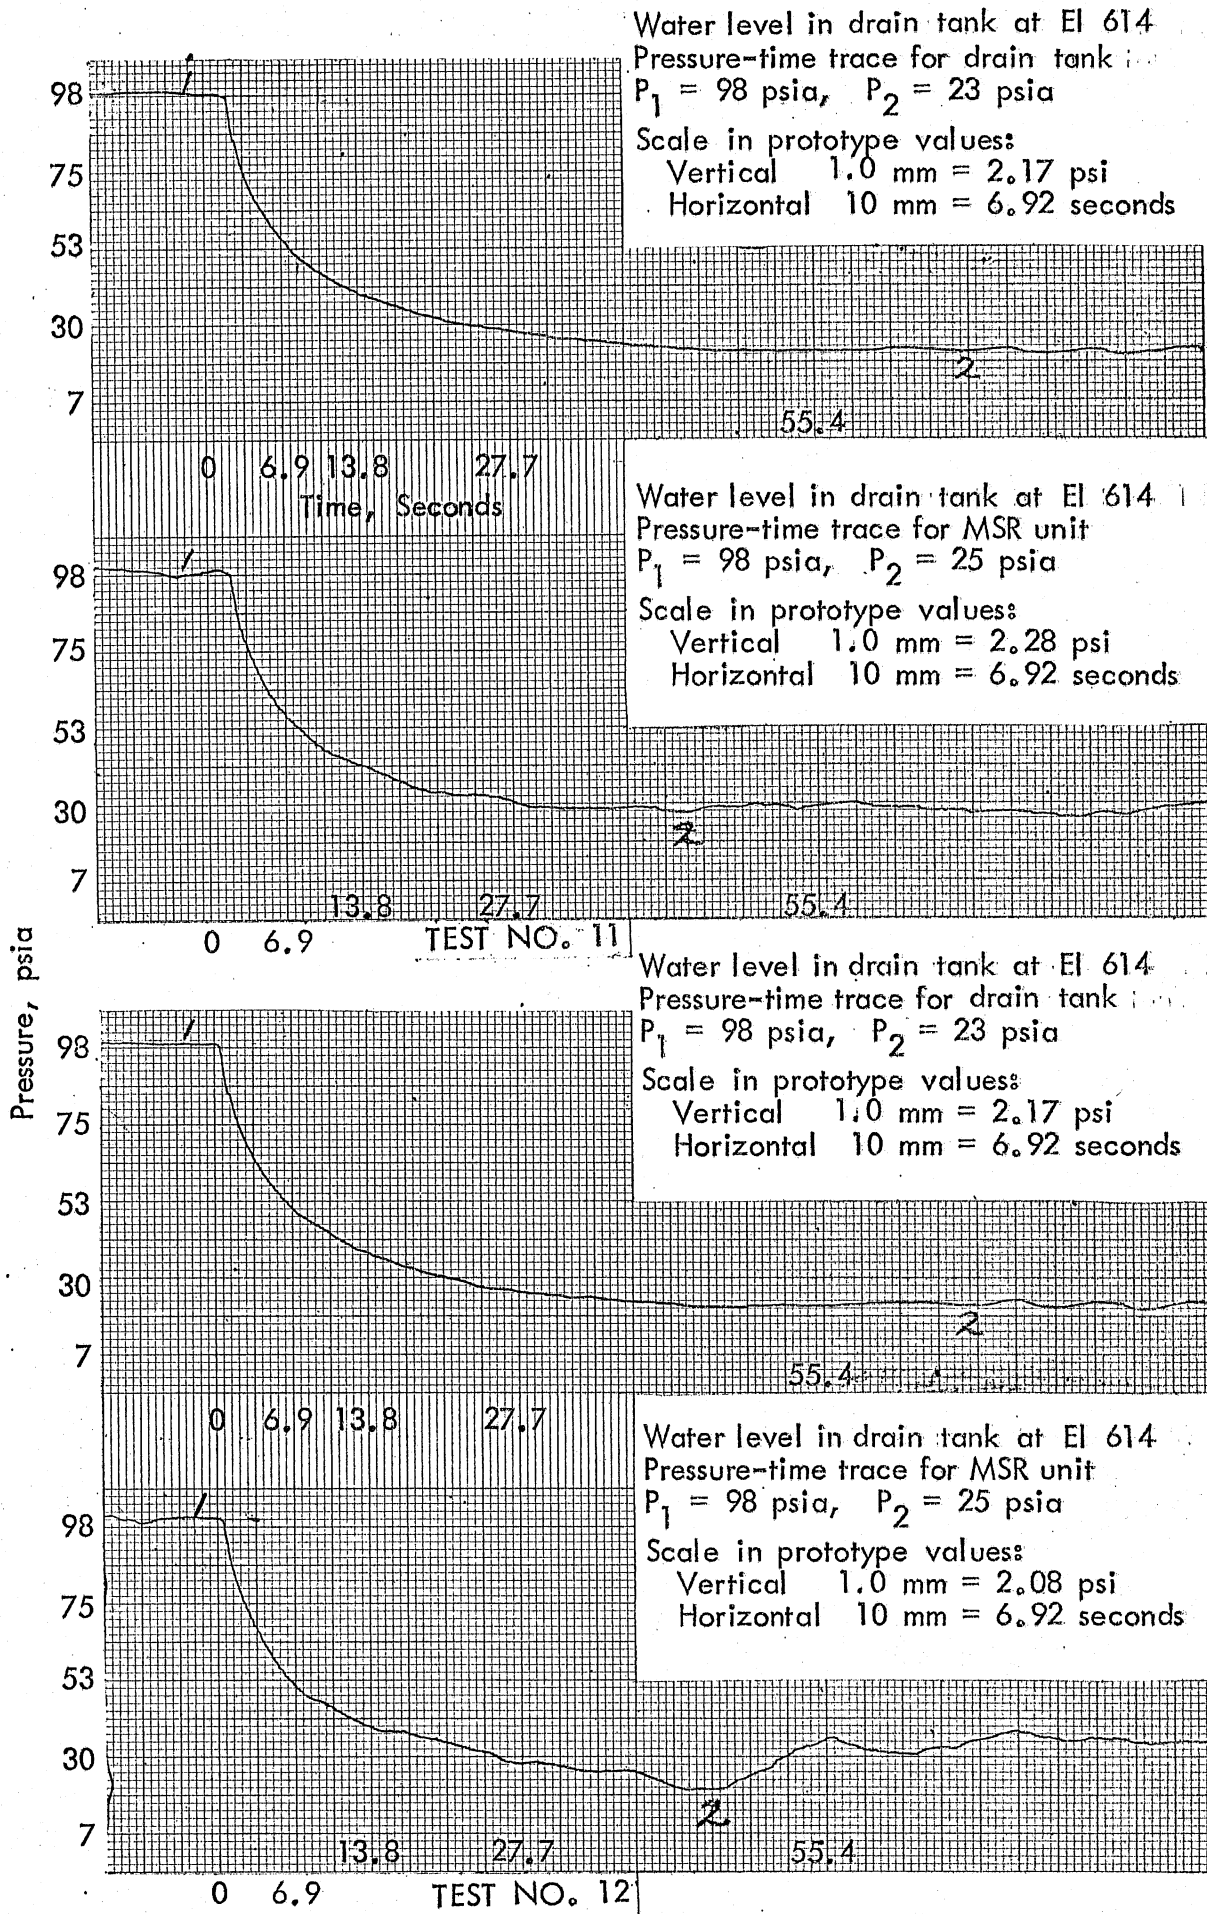 Water level in drain tank at El 614
Pressure-time trace for drain tank
P1 = 98 psia, P2 = 23 psia
Scale in prototype values:
Vertical 1.0 mm = 2.17 psi
Horizontal 10 mm = 6.92 seconds
1
98
75
53
30
7
2
55.4
0 6.9 13.8 27.7
Time, Seconds
Water level in drain tank at El 614
Pressure-time trace for MSR unit
P1 = 98 psia, P2 = 25 psia
Scale in prototype values:
Vertical 1.0 mm = 2.28 psi
Horizontal 10 mm = 6.92 seconds
1
98
75
53
30
7
2
13.8 27.7 55.4
0 6.9 TEST NO. 11
Pressure, psia
Water level in drain tank at El 614
Pressure-time trace for drain tank
P1 = 98 psia, P2 = 23 psia
Scale in prototype values:
Vertical 1.0 mm = 2.17 psi
Horizontal 10 mm = 6.92 seconds
1
98
75
53
30
7
2
55.4
0 6.9 13.8 27.7
Water level in drain tank at El 614
Pressure-time trace for MSR unit
P1 = 98 psia, P2 = 25 psia
Scale in prototype values:
Vertical 1.0 mm = 2.08 psi
Horizontal 10 mm = 6.92 seconds
1
98
75
53
30
7
2
13.8 27.7 55.4
0 6.9 TEST NO. 12